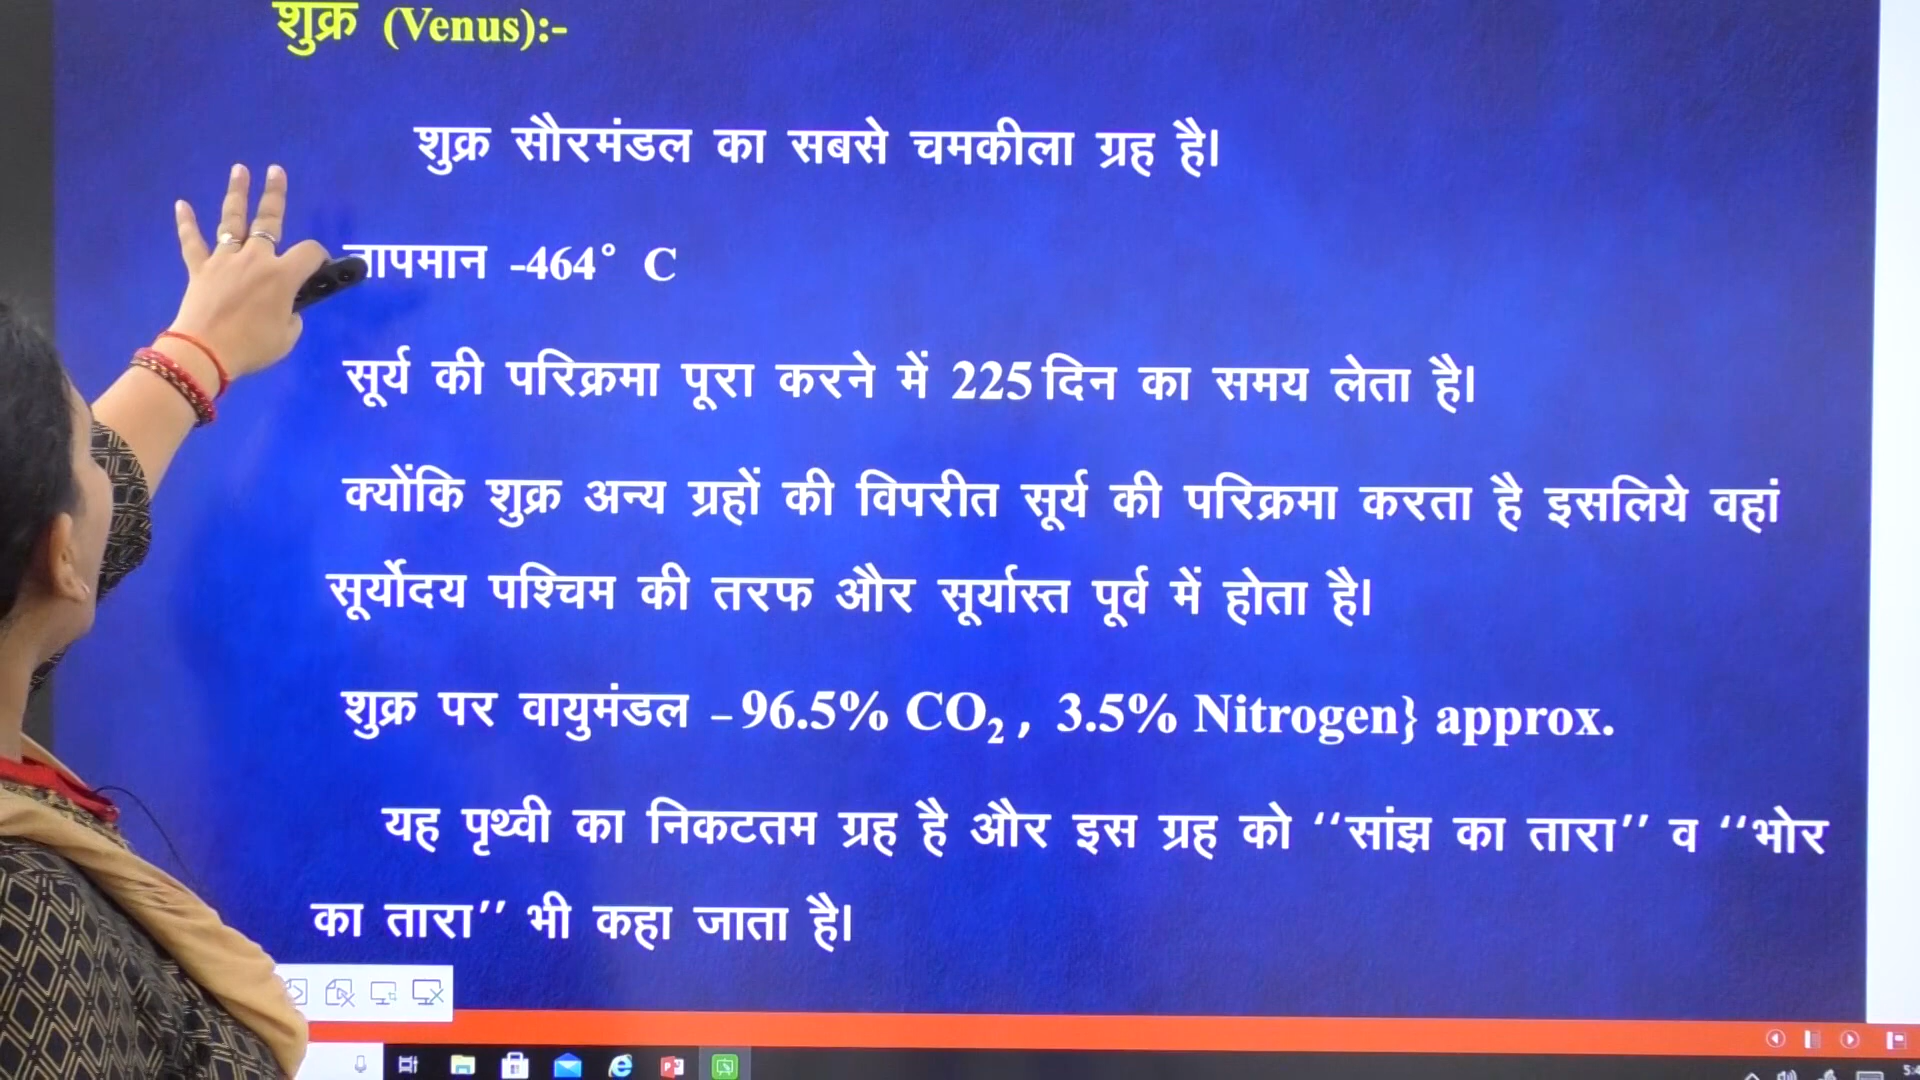 शुक्र (Venus):-
शुक्र सौरमंडल का सबसे चमकीला ग्रह है।
तापमान -464° C
सूर्य की परिक्रमा पूरा करने में 225 दिन का समय लेता है।
क्योंकि शुक्र अन्य ग्रहों की विपरीत सूर्य की परिक्रमा करता है इसलिये वहां
सूर्योदय पश्चिम की तरफ और सूर्यास्त पूर्व में होता है।
शुक्र पर वायुमंडल – 96.5% CO₂ , 3.5% Nitrogen} approx.
यह पृथ्वी का निकटतम ग्रह है और इस ग्रह को ‘‘सांझ का तारा’’ व ‘‘भोर
का तारा’’ भी कहा जाता है।